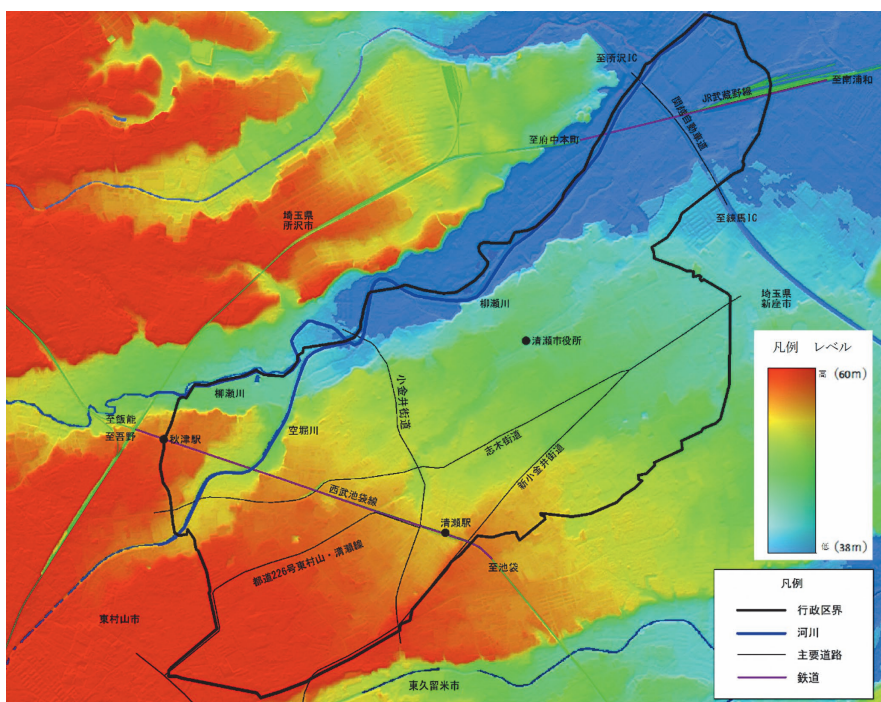 至所沢IC
至南浦和
JR武蔵野線
関越自動車道
至府中本町
埼玉県
所沢市
至練馬IC
埼玉県
新座市
柳瀬川
清瀬市役所
凡例 レベル
高 (60m)
低 (38m)
柳瀬川
小金井街道
至飯能
至吾野
秋津駅
空堀川
志木街道
新小金井街道
西武池袋線
清瀬駅
至池袋
都道226号東村山・清瀬線
東村山市
東久留米市
凡例
行政区界
河川
主要道路
鉄道